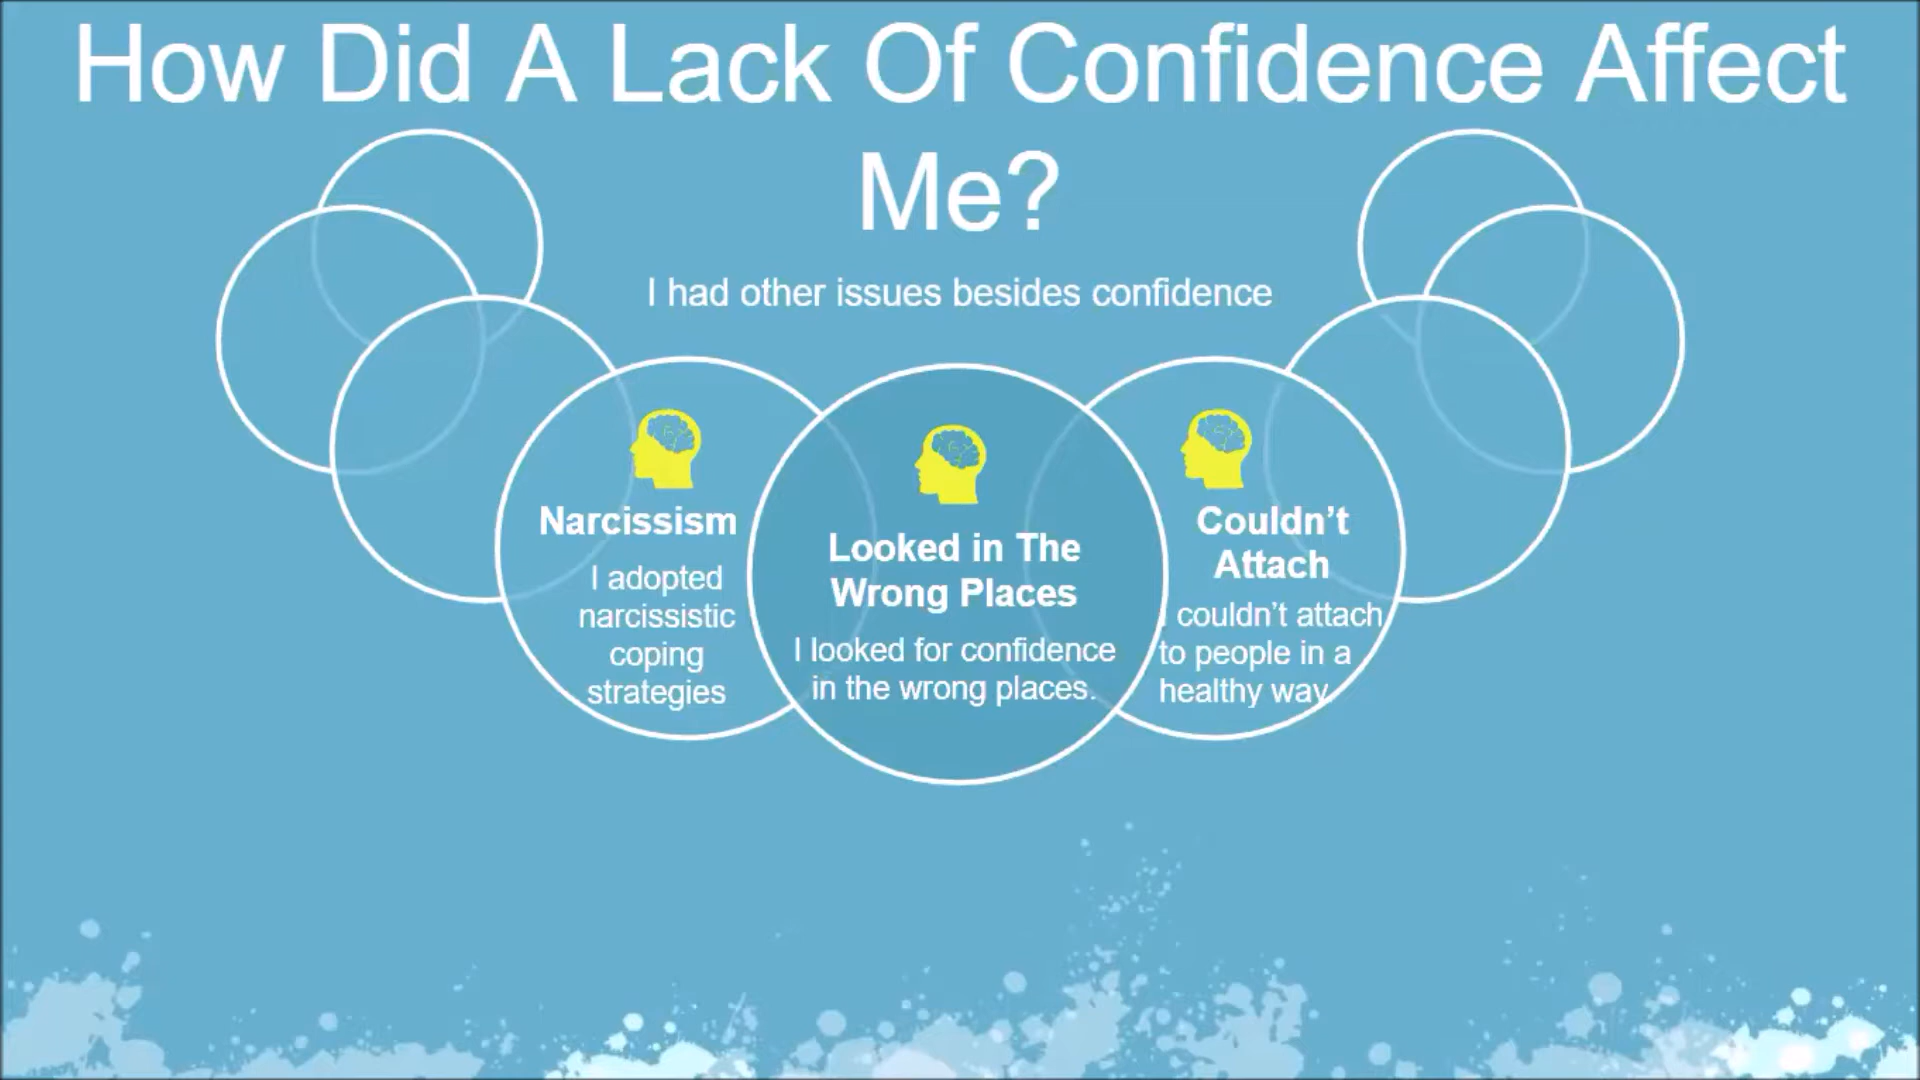 How Did A Lack Of Confidence Affect
Me?
I had other issues besides confidence
Narcissism
I adopted
narcissistic
coping
strategies
Looked in The
Wrong Places
I looked for confidence
in the wrong places.
Couldn't
Attach
I couldn't attach
to people in a
healthy way